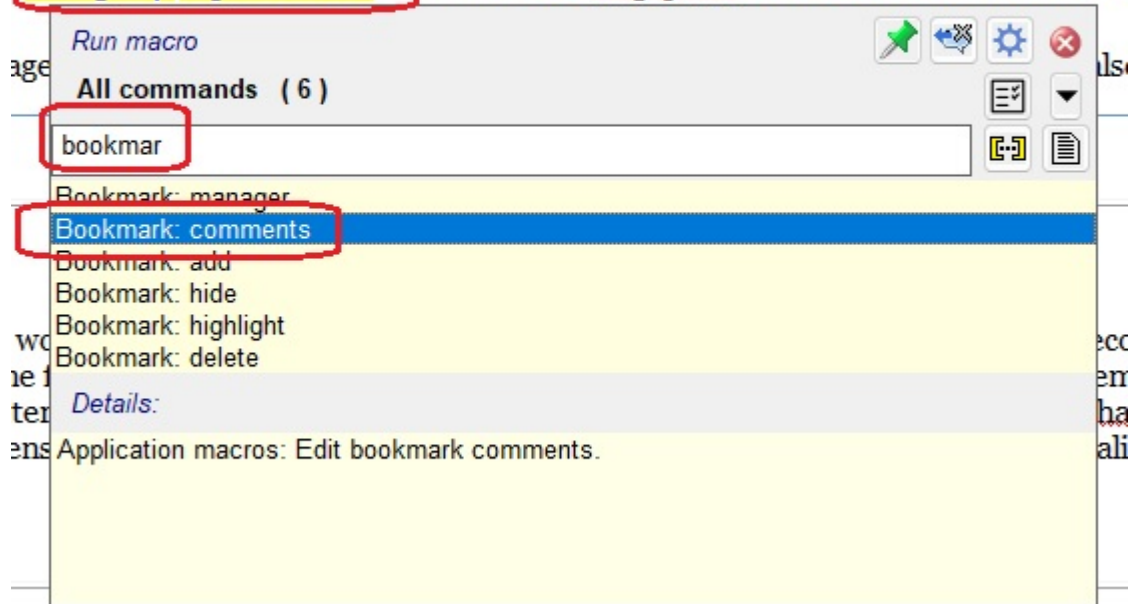 Run macro
All commands ( 6 )
bookmar
Bookmark: manager
Bookmark: comments
Bookmark: add
Bookmark: hide
Bookmark: highlight
Bookmark: delete
Details:
Application macros: Edit bookmark comments.